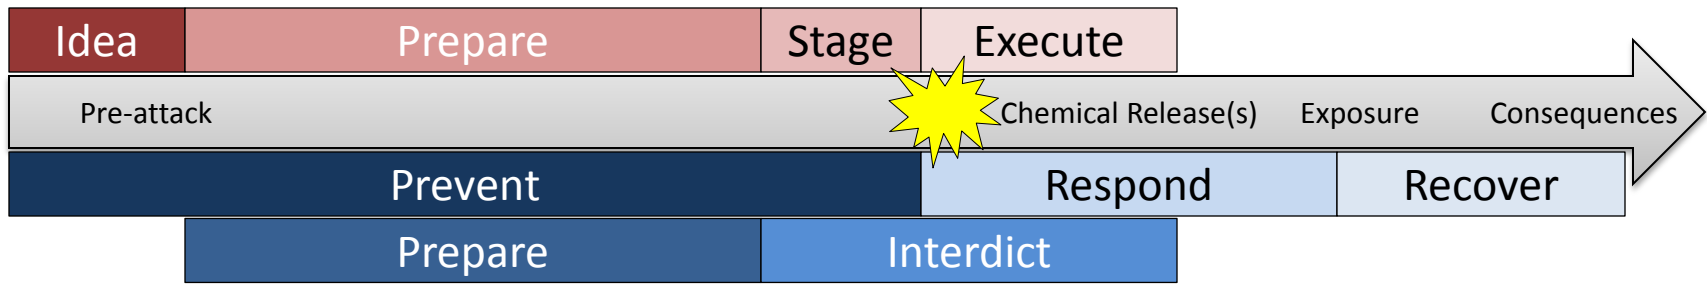 Idea Prepare Stage Execute
Pre-attack Chemical Release(s) Exposure Consequences
Prevent Respond Recover
Prepare Interdict